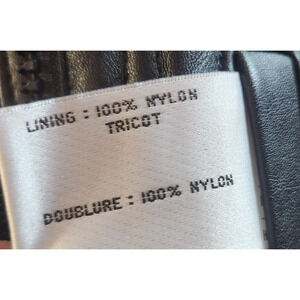 LINING : 100% NYLON
TRICOT
DOUBLURE : 100% NYLON